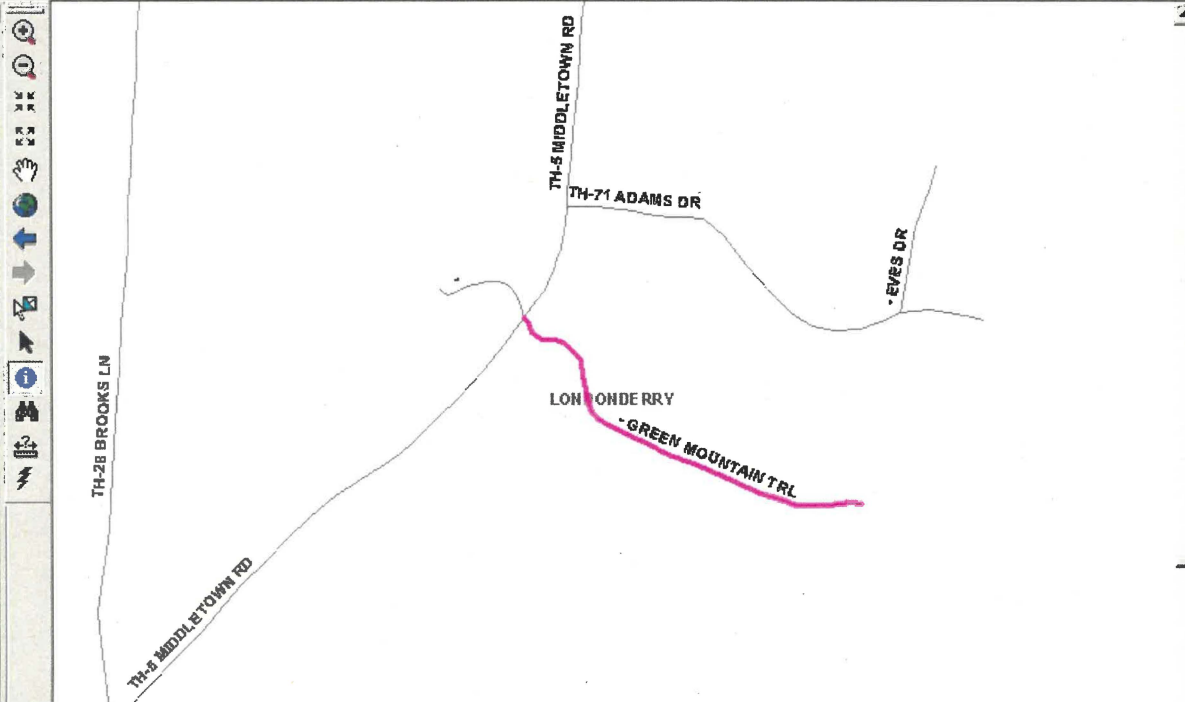 TH-5 MIDDLETOWN RD
TH-71 ADAMS DR
- EVES DR
TH-28 BROOKS LN
LONDONDERRY
- GREEN MOUNTAIN TRL
TH-5 MIDDLETOWN RD